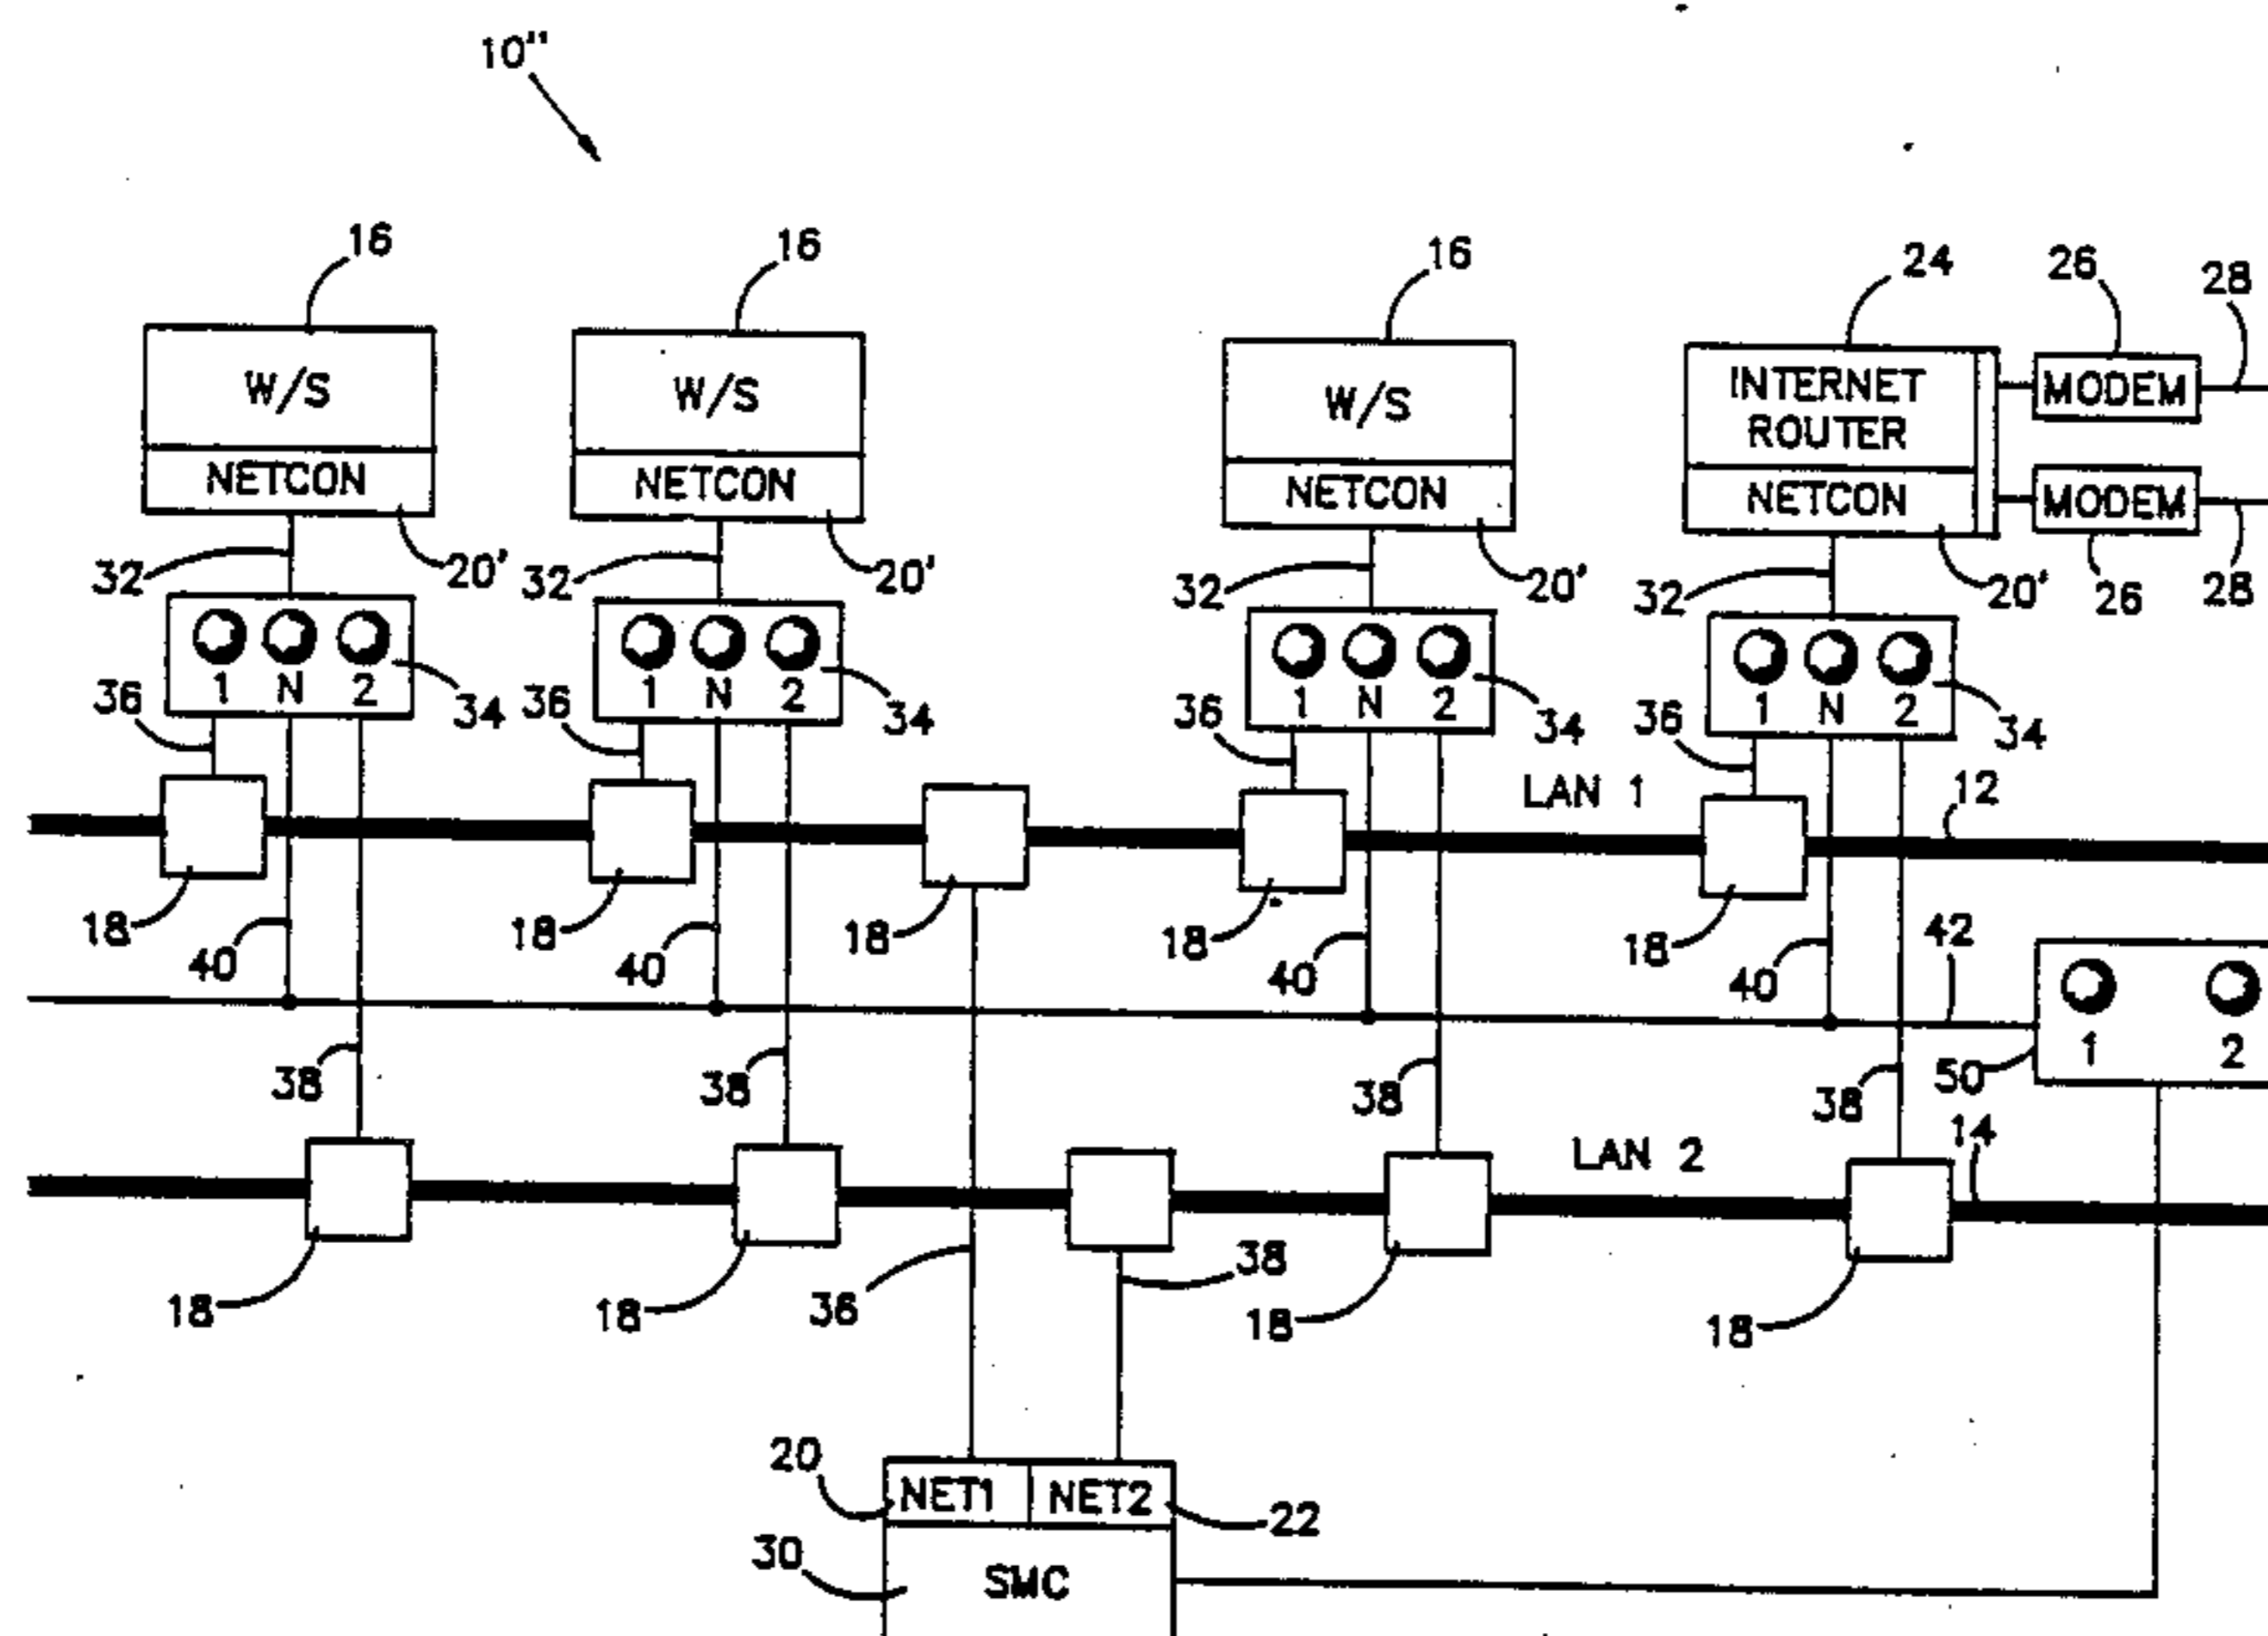 10"
16 16 16 24 26 28
W/S W/S W/S INTERNET MODEM
ROUTER
NETCON NETCON NETCON NETCON MODEM
32 20' 32 20' 32 20' 32 20' 26 28
1 N 2 1 N 2 1 N 2 1 N 2
36 34 36 34 36 34 36 34
LAN 1 12
18 18 18 18 18 42
40 40 40 40
1 2
38 38 38 38 50
LAN 2 14
18 18 36 38 18 18
20 NET1 NET2 22
30 SMC